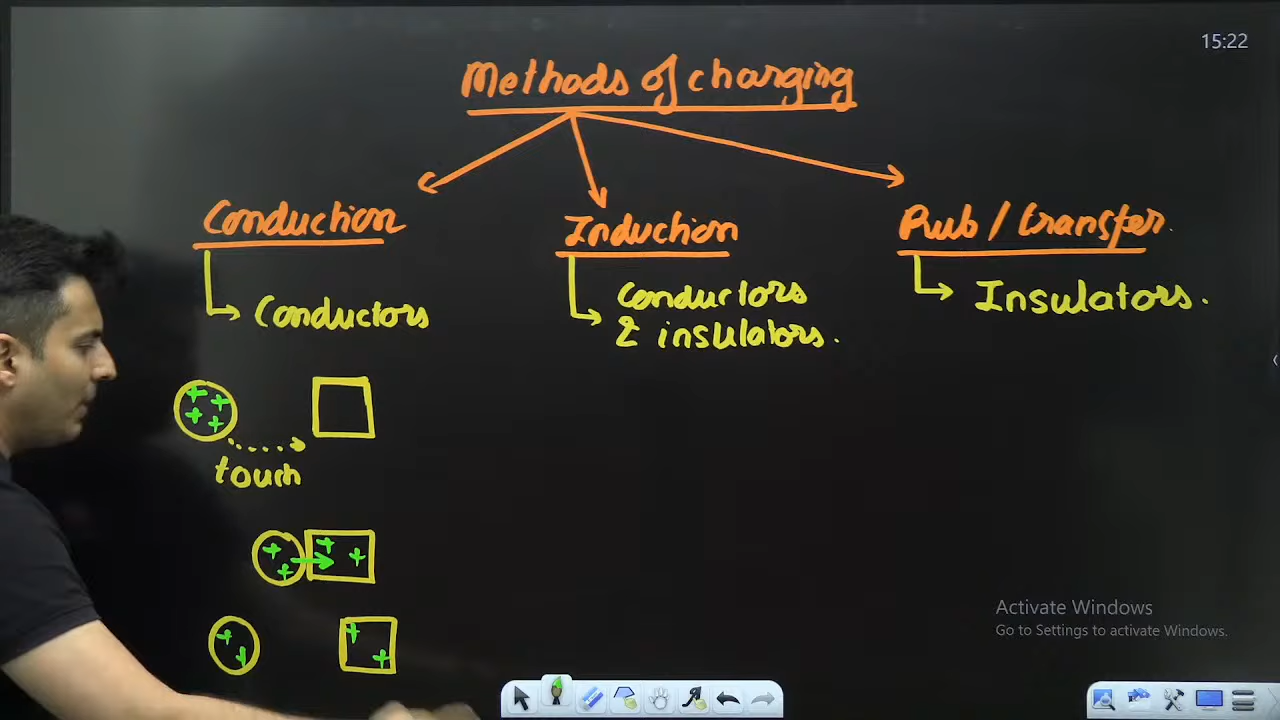 15:22
Methods of charging
Conduction
Induction
Rub / transfer.
Conductors
Conductors
& insulators.
Insulators.
touch
Activate Windows
Go to Settings to activate Windows.